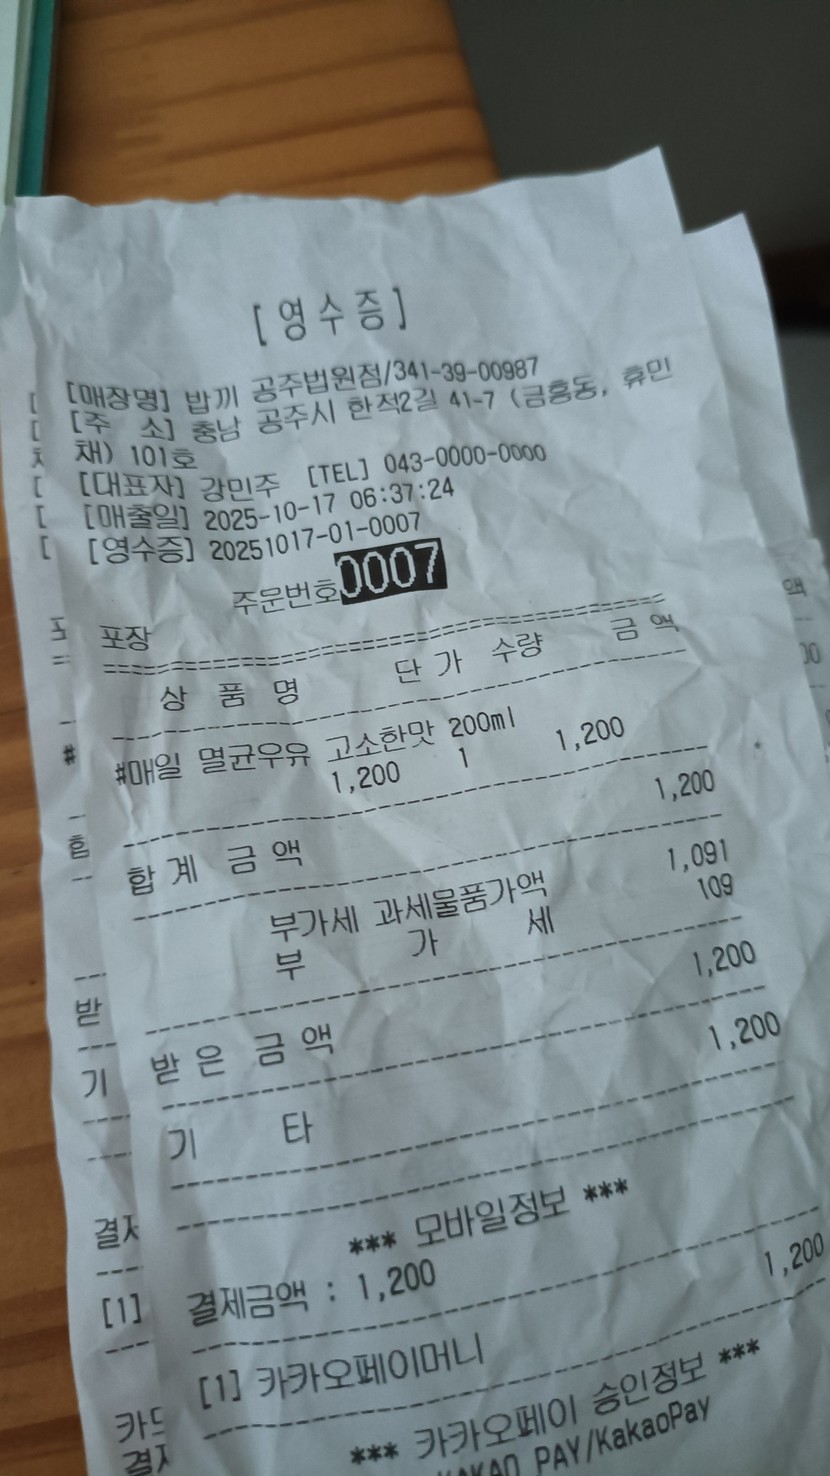 [영수증]
[매장명] 밥끼 공주법원점/341-39-00987
[주 소] 충남 공주시 한적2길 41-7 (금흥동, 휴민
채) 101호
[대표자] 강민주 [TEL] 043-0000-0000
[매출일] 2025-10-17 06:37:24
[영수증] 20251017-01-0007
주문번호0007
포장
상 품 명 단 가 수량 금 액
#매일 멸균우유 고소한맛 200ml
1,200 1 1,200
합 계 금 액 1,200
부가세 과세물품가액 1,091
부 가 세 109
받 은 금 액 1,200
기 타 1,200
*** 모바일정보 ***
결제금액 : 1,200
[1] 카카오페이머니 1,200
*** 카카오페이 승인정보 ***
KAKAO PAY/KakaoPay